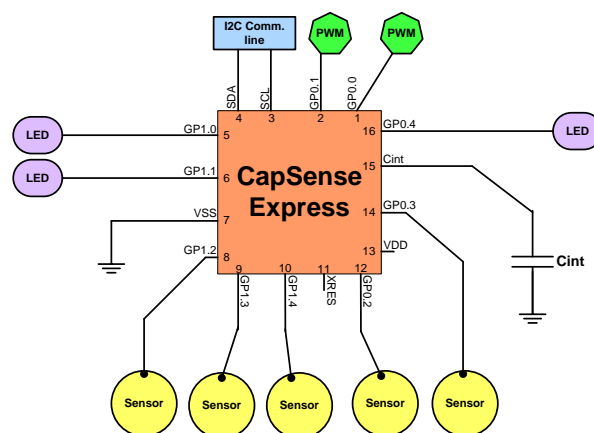 I2C Comm.
line
PWM
PWM
SDA
SCL
GP0.1
GP0.0
4
3
2
1
LED
GP1.0
5
16
GP0.4
LED
LED
GP1.1
6
15
Cint
CapSense
Express
VSS
7
14
GP0.3
GP1.2
8
13
VDD
Cint
9
10
11
12
GP1.3
GP1.4
XRES
GP0.2
Sensor
Sensor
Sensor
Sensor
Sensor